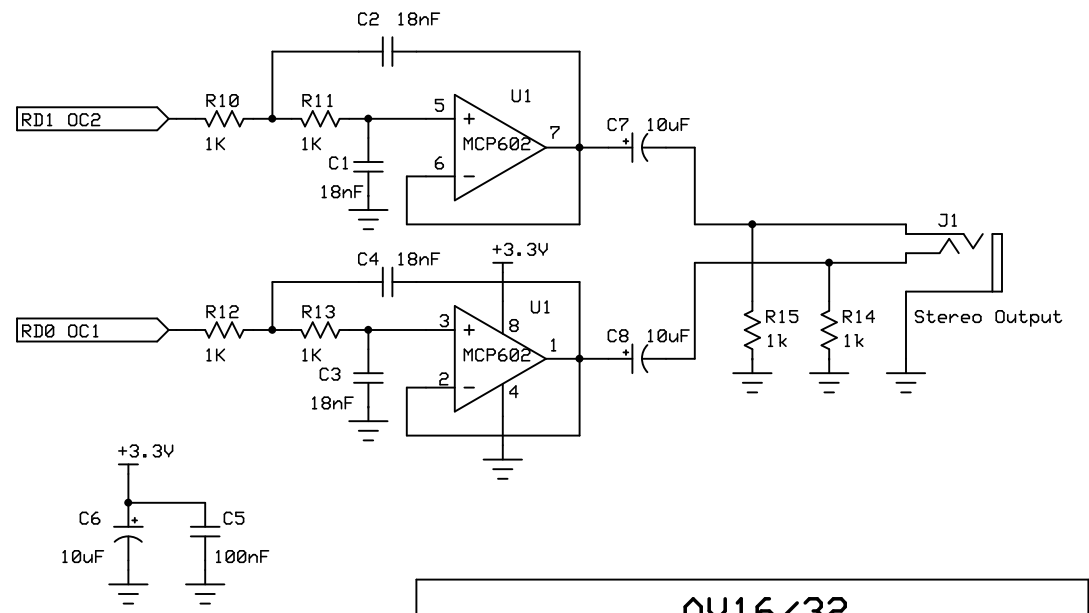 C2 18nF
RD1 OC2
R10
1K
R11
1K
C1
18nF
5
6
7
+
-
U1
MCP602
C7
+
10uF
J1
Stereo Output
+3.3V
C4 18nF
RD0 OC1
R12
1K
R13
1K
C3
18nF
3
2
8
1
4
+
-
U1
MCP602
C8
+
10uF
R15
1k
R14
1k
+3.3V
C6
+
10uF
C5
100nF